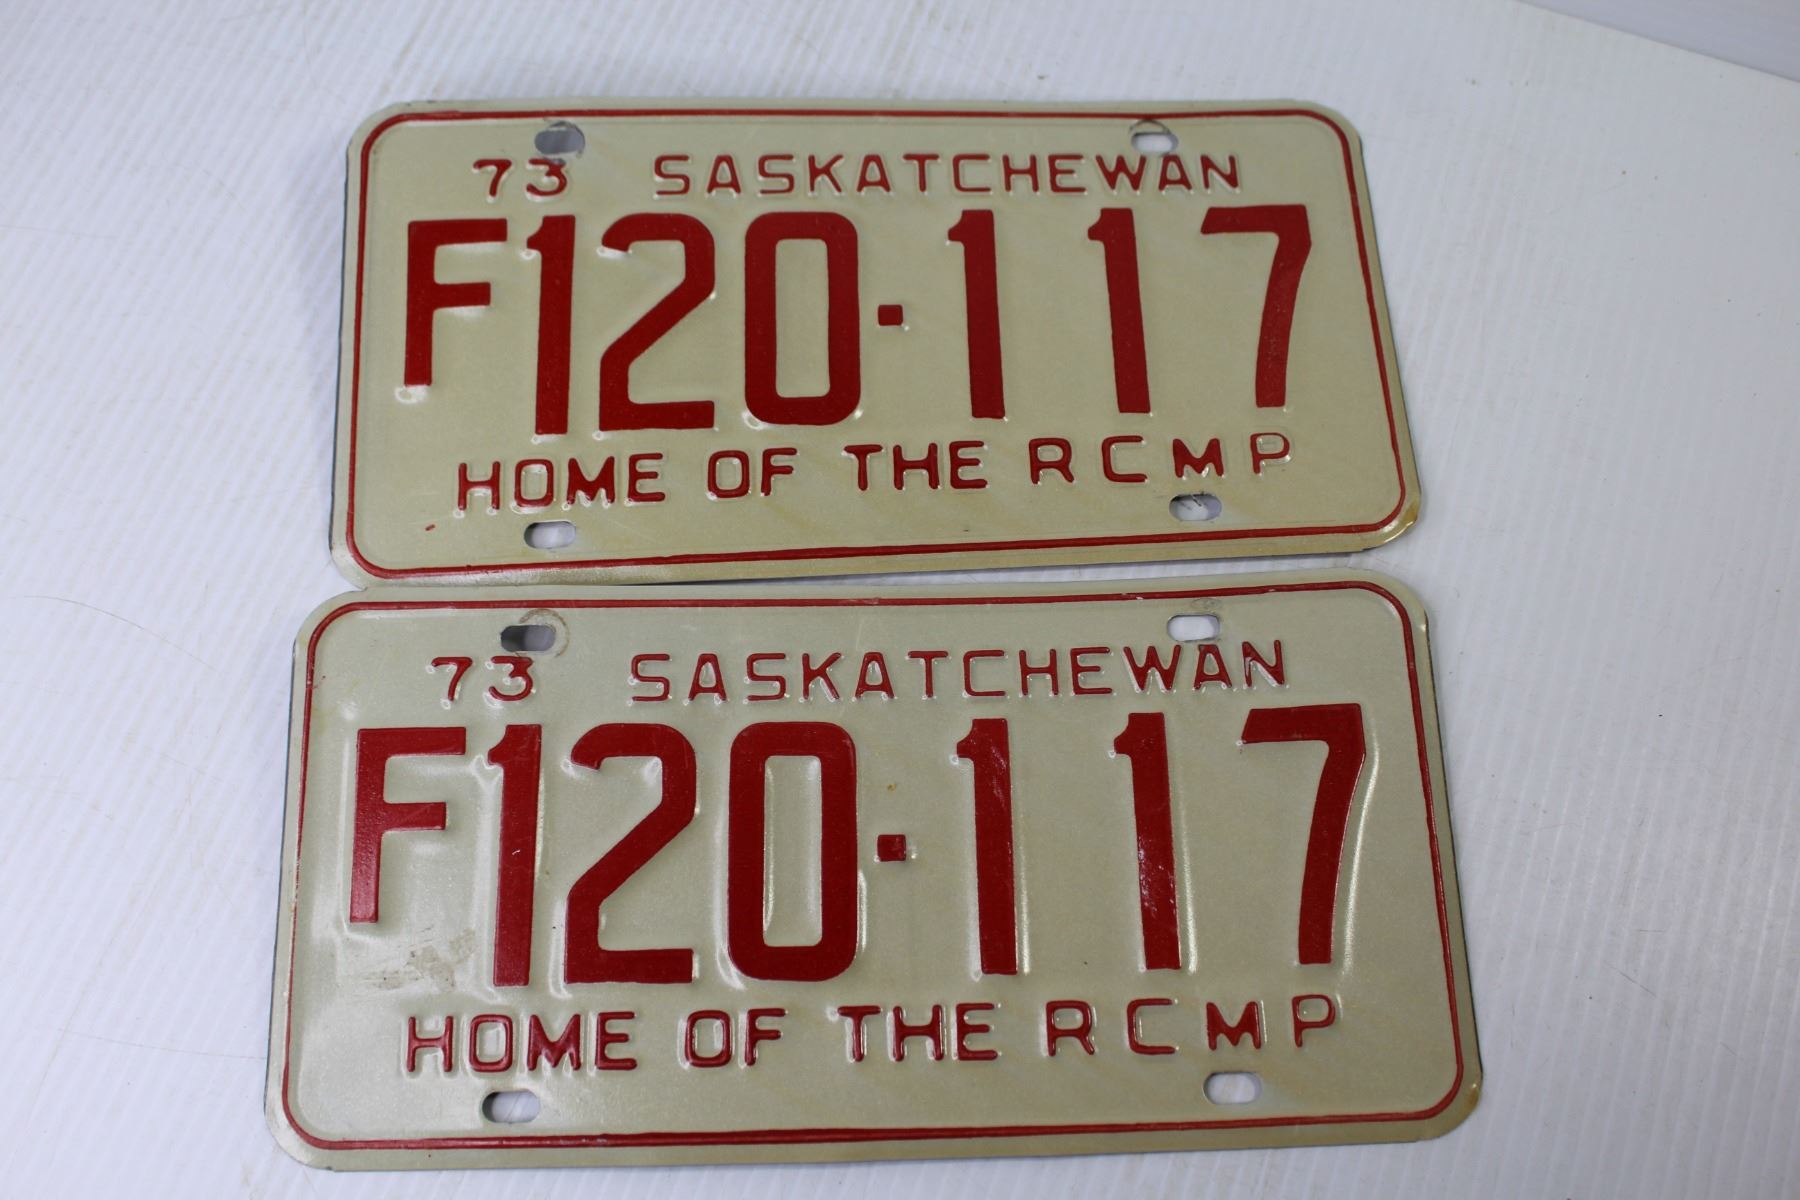 73 SASKATCHEWAN
F120·117
HOME OF THE RCMP
73 SASKATCHEWAN
F120·117
HOME OF THE RCMP